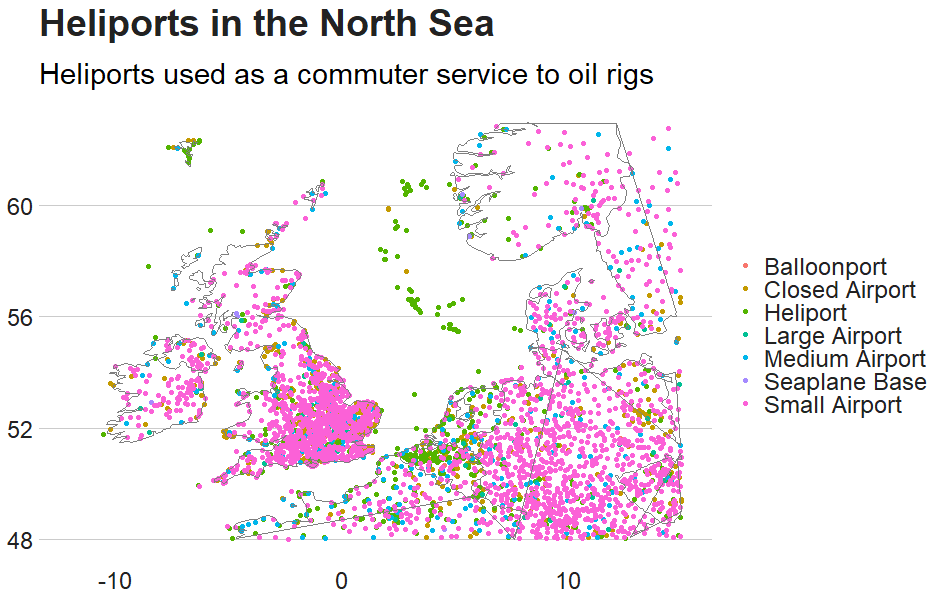 Heliports in the North Sea
Heliports used as a commuter service to oil rigs
60
56
52
48
-10
0
10
Balloonport
Closed Airport
Heliport
Large Airport
Medium Airport
Seaplane Base
Small Airport